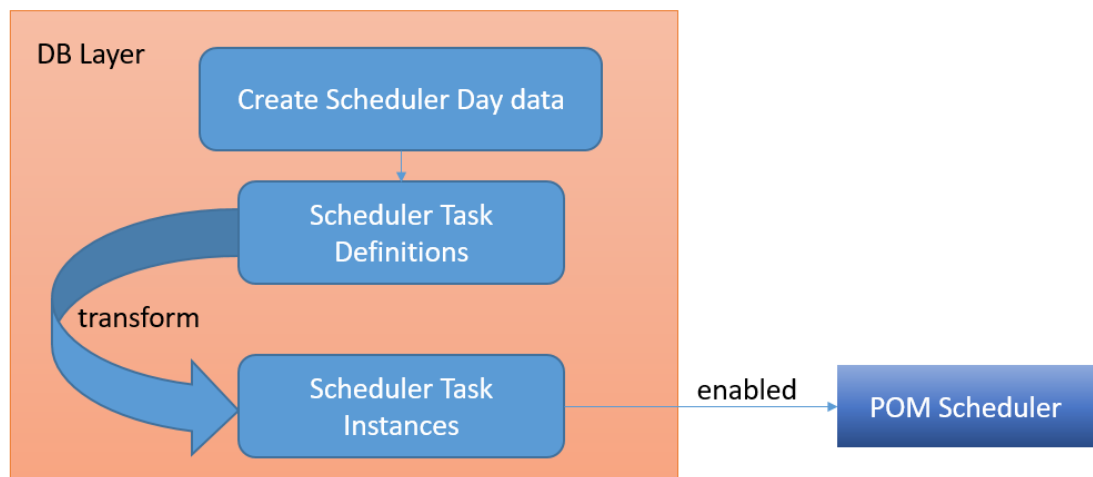 DB Layer
Create Scheduler Day data
Scheduler Task
Definitions
transform
Scheduler Task
Instances
enabled
POM Scheduler